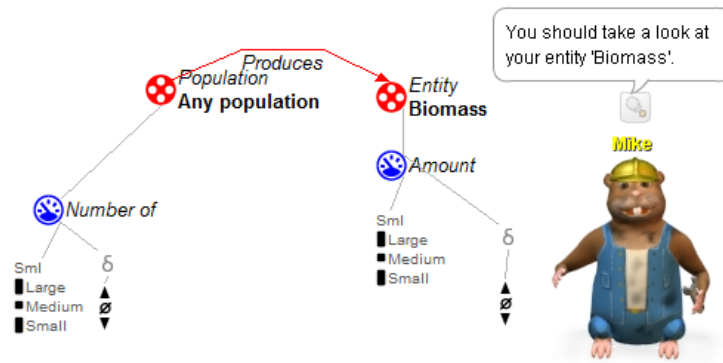 You should take a look at
your entity 'Biomass'.
Produces
Population
Any population
Entity
Biomass
Mike
Amount
Number of
Sml
Large
Medium
Small
δ
Sml
Large
Medium
Small
δ